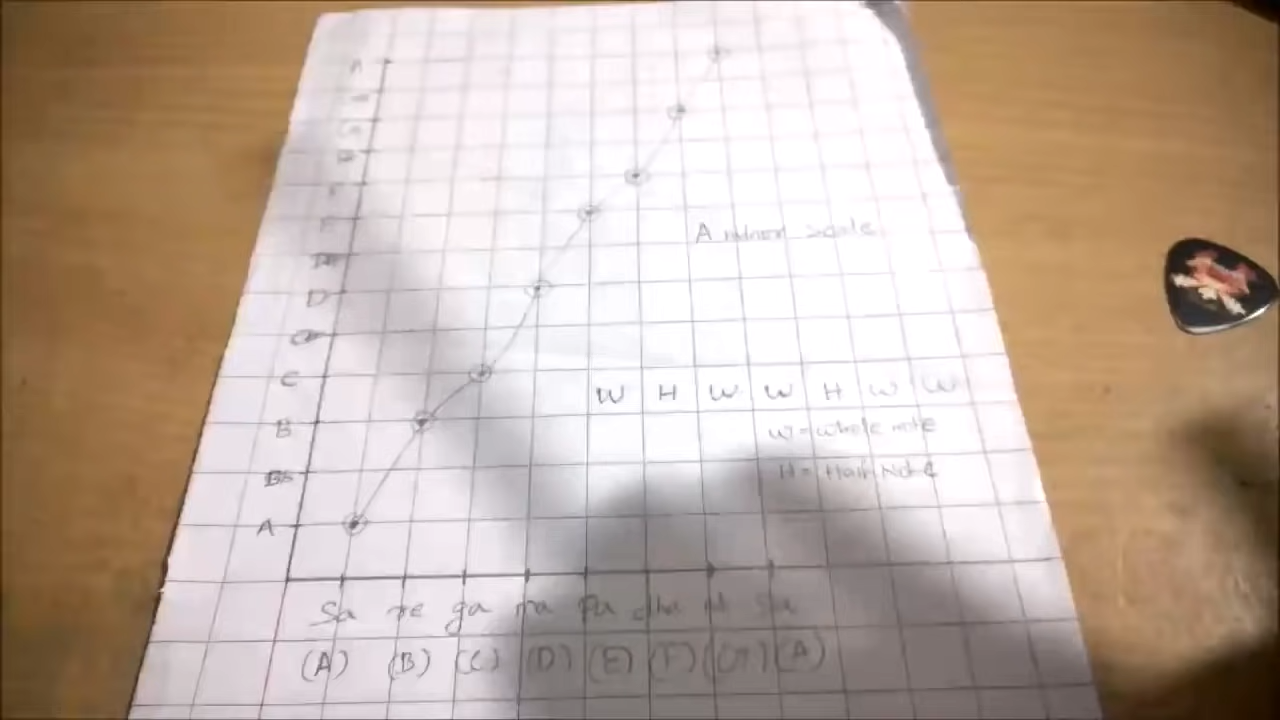 A
F
E
D
C
B
A
A minor scale
W H W W H W W
W = whole note
H = Half Note
Sa re ga ma Pa dha ni Sa
(A) (B) (C) (D) (E) (F) (G) (A)